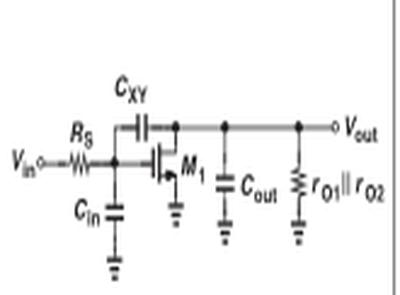 C_XY
R_S
V_out
V_in
M_1
C_in
C_out
r_O1||r_O2